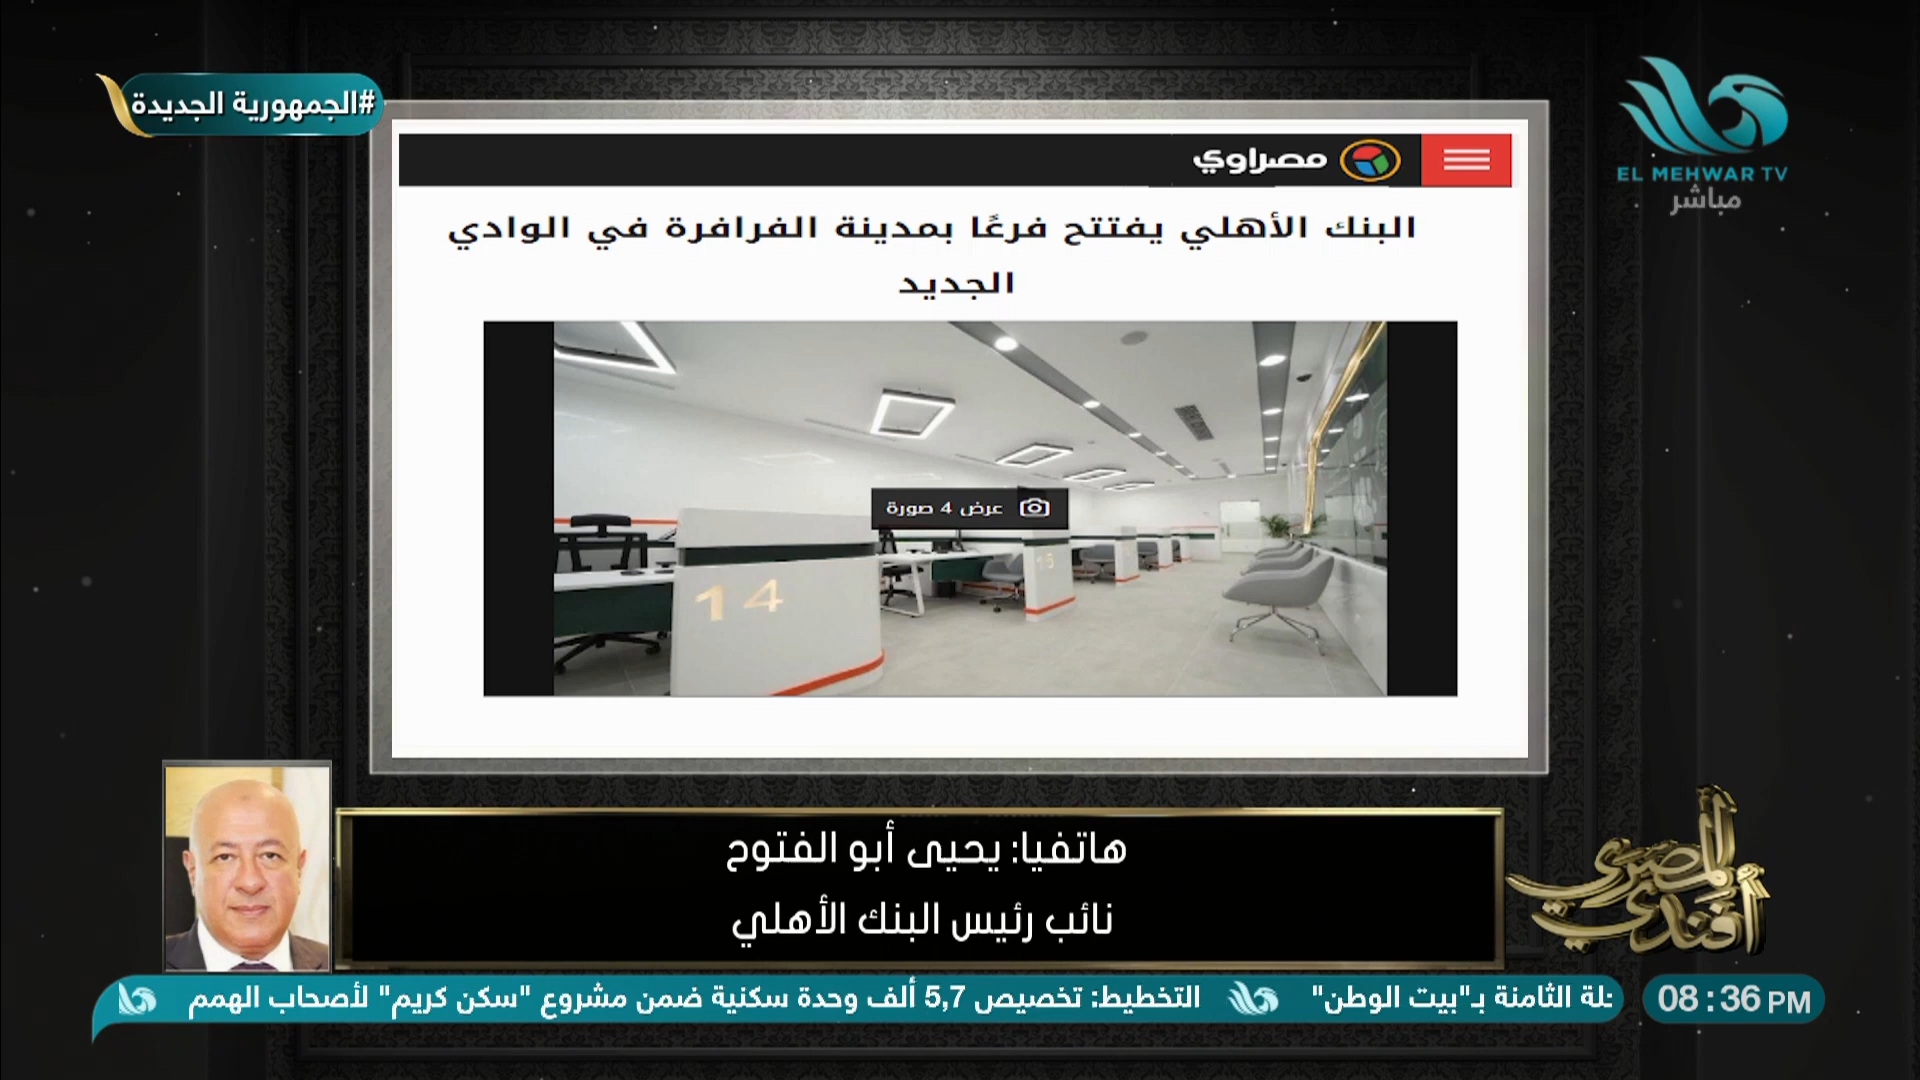 #الجمهورية الجديدة
EL MEHWAR TV
مباشر
مصراوي
البنك الأهلي يفتتح فرعًا بمدينة الفرافرة في الوادي
الجديد
عرض 4 صورة
14
15
هاتفيا: يحيى أبو الفتوح
نائب رئيس البنك الأهلي
المصري أفندي
الثامنة بـ"بيت الوطن"
التخطيط: تخصيص 5,7 ألف وحدة سكنية ضمن مشروع "سكن كريم" لأصحاب الهمم
08:36 PM